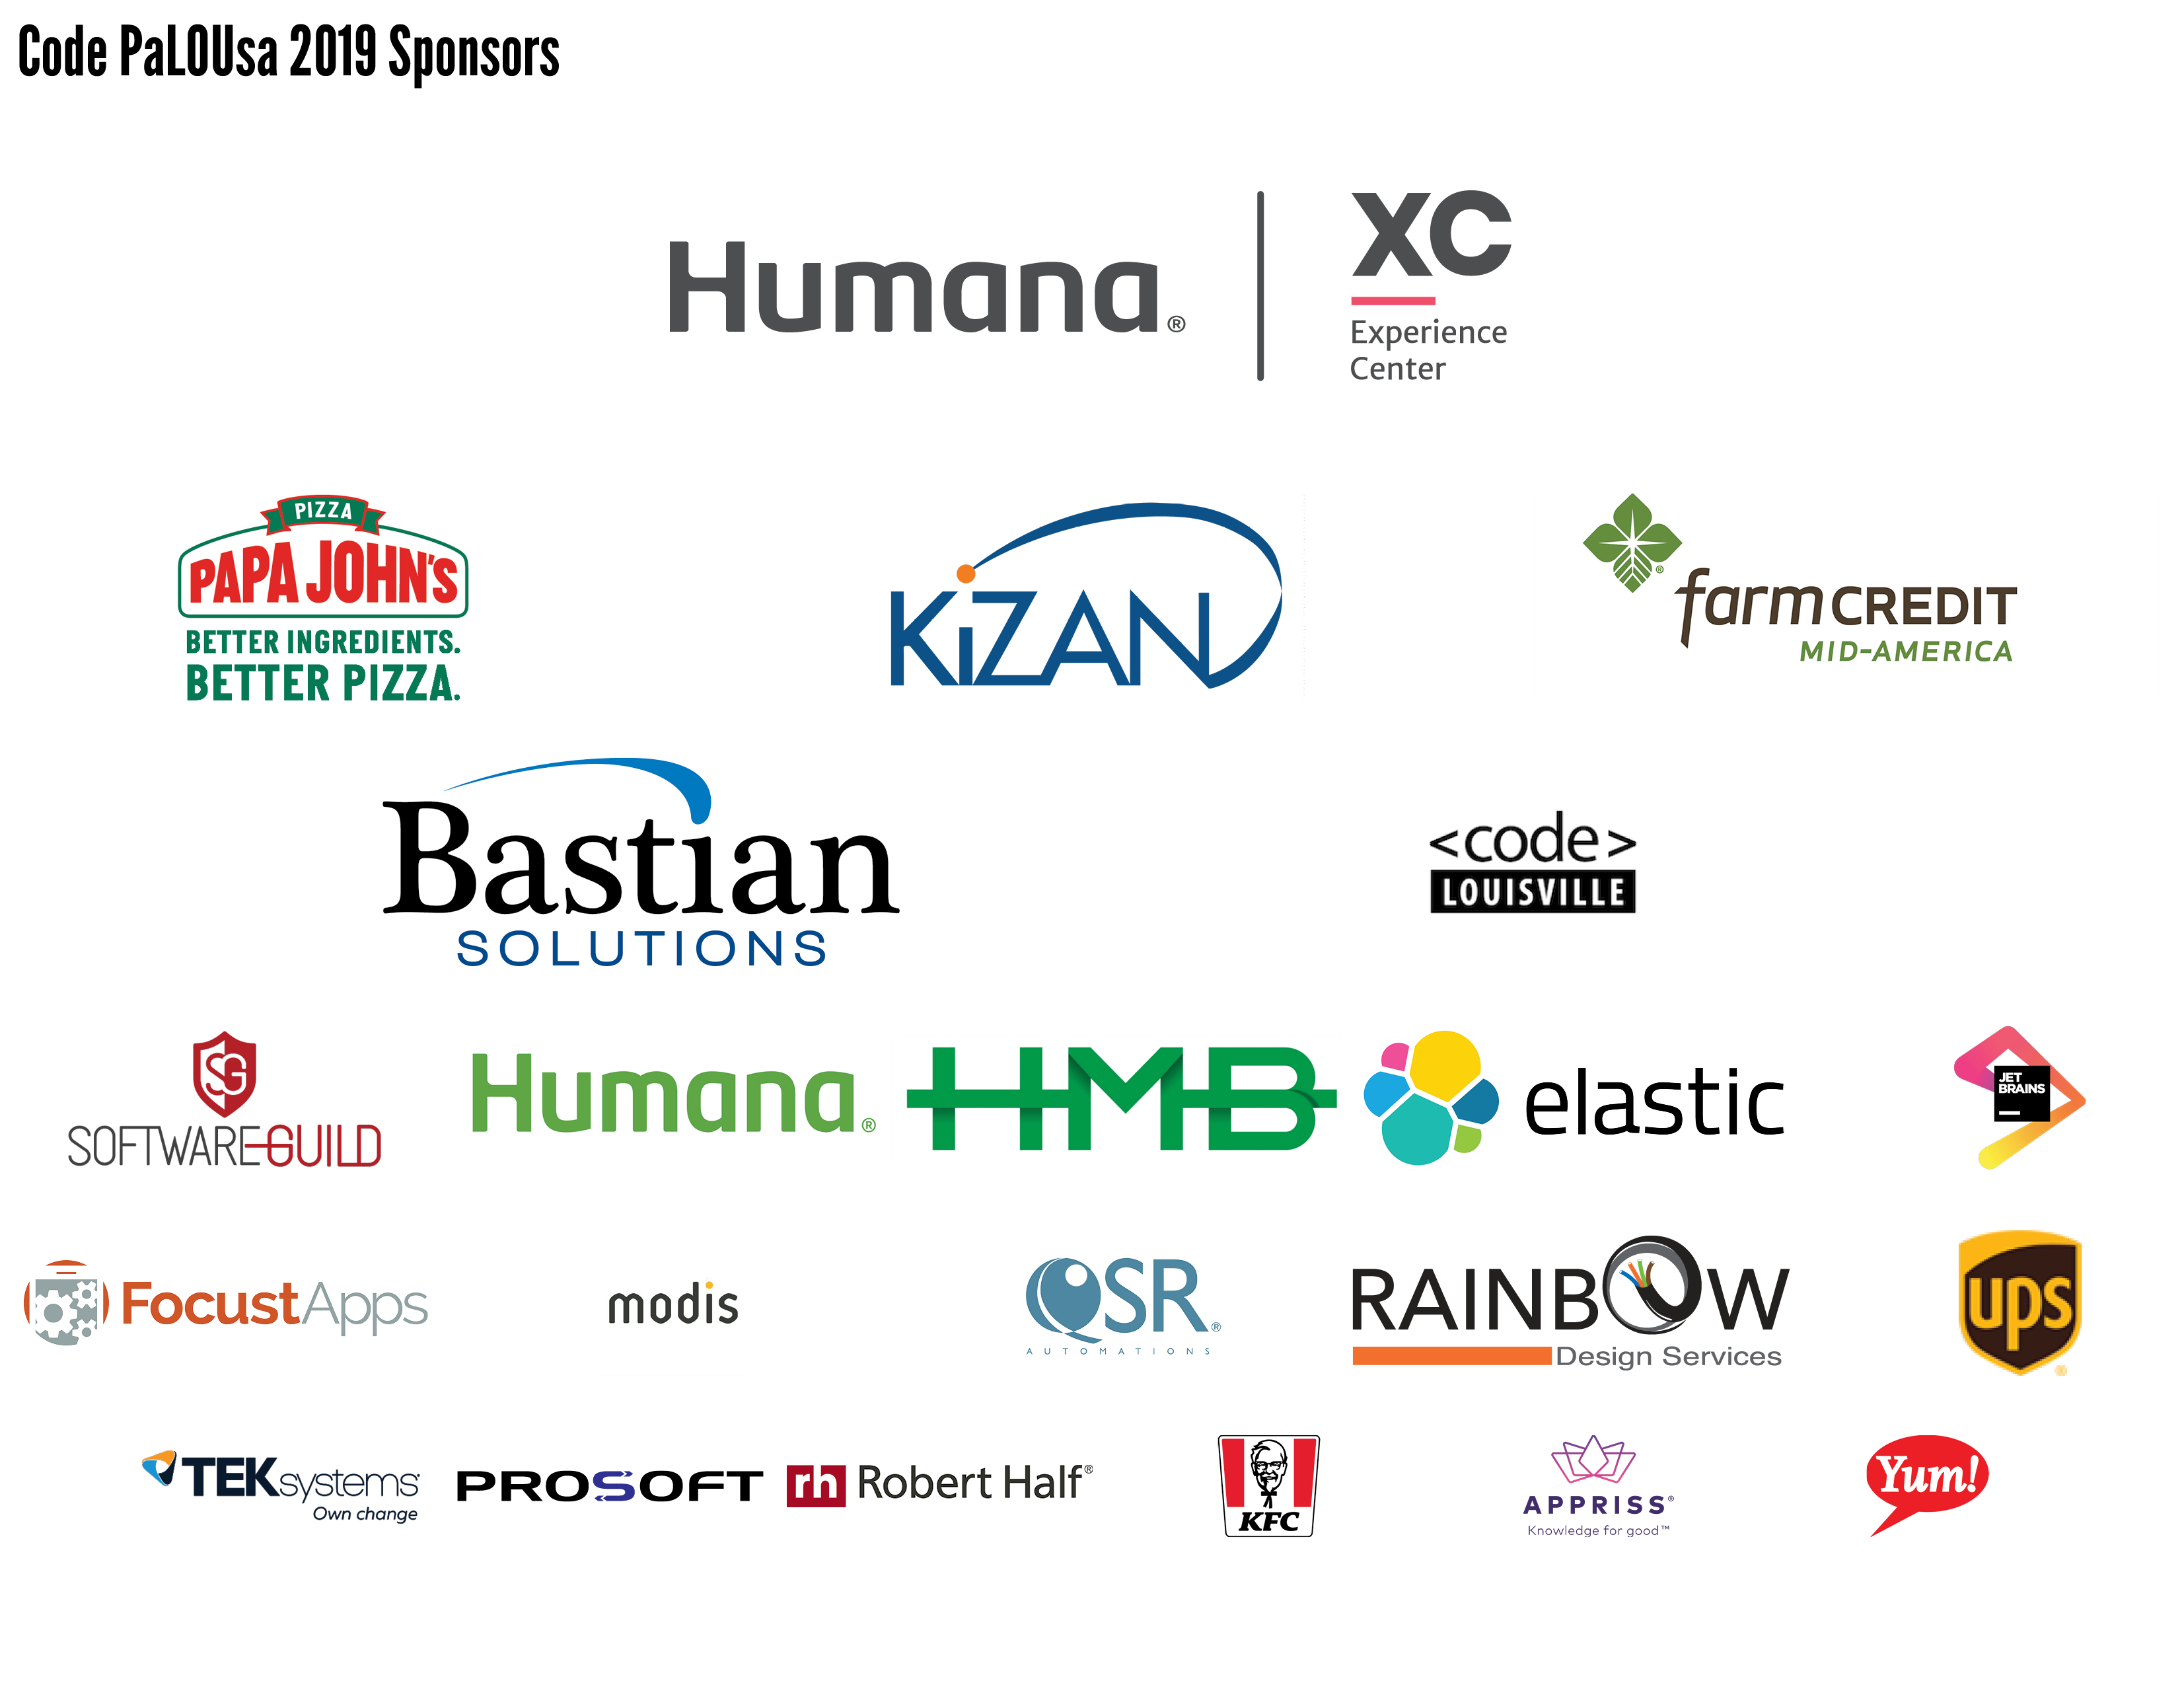 Code PaLOUsa 2019 Sponsors
Humana®
XC
Experience
Center
PIZZA
PAPA JOHN'S
BETTER INGREDIENTS.
BETTER PIZZA.
KiZAN
®
farm CREDIT
MID-AMERICA
Bastian
SOLUTIONS
<code>
LOUISVILLE
SG
SOFTWARE GUILD
Humana®
HMB
elastic
JET
BRAINS
FocustApps
modis
QSR®
AUTOMATIONS
RAINBOW
Design Services
ups
®
TEKsystems
Own change
PROSOFT
rh Robert Half®
KFC
APPRISS®
Knowledge for good™
Yum!